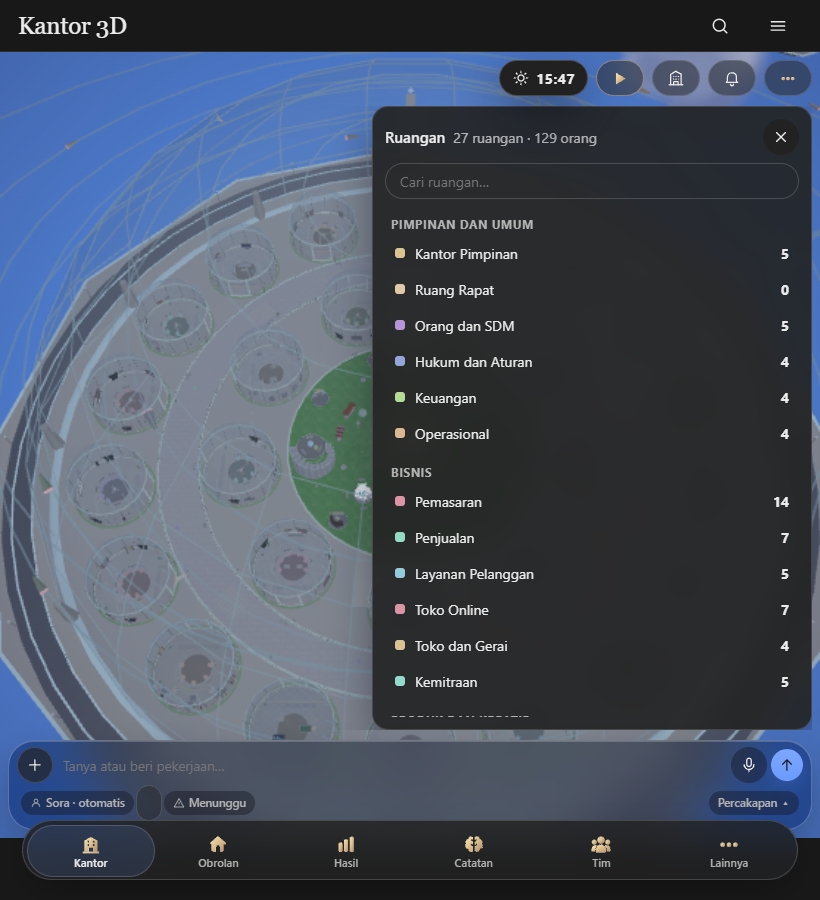 Kantor 3D
15:47
Ruangan 27 ruangan · 129 orang
Cari ruangan...
PIMPINAN DAN UMUM
Kantor Pimpinan 5
Ruang Rapat 0
Orang dan SDM 5
Hukum dan Aturan 4
Keuangan 4
Operasional 4
BISNIS
Pemasaran 14
Penjualan 7
Layanan Pelanggan 5
Toko Online 7
Toko dan Gerai 4
Kemitraan 5
Tanya atau beri pekerjaan...
Sora · otomatis
Menunggu
Percakapan
Kantor
Obrolan
Hasil
Catatan
Tim
Lainnya